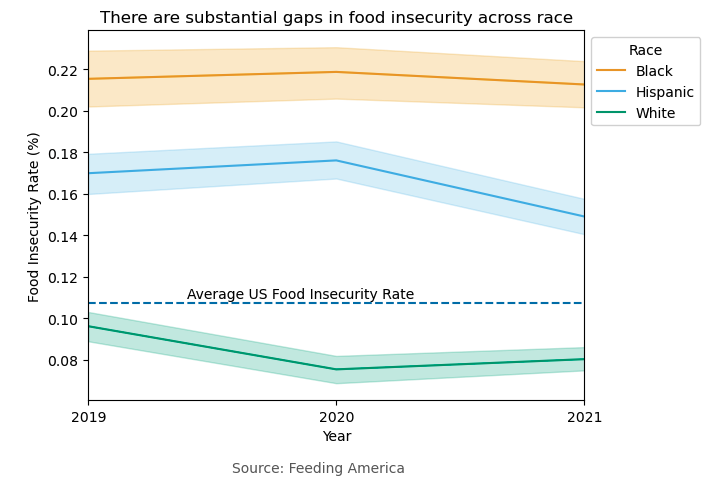 There are substantial gaps in food insecurity across race
Food Insecurity Rate (%)
0.22
0.20
0.18
0.16
0.14
0.12
0.10
0.08
Average US Food Insecurity Rate
2019
2020
2021
Year
Race
Black
Hispanic
White
Source: Feeding America